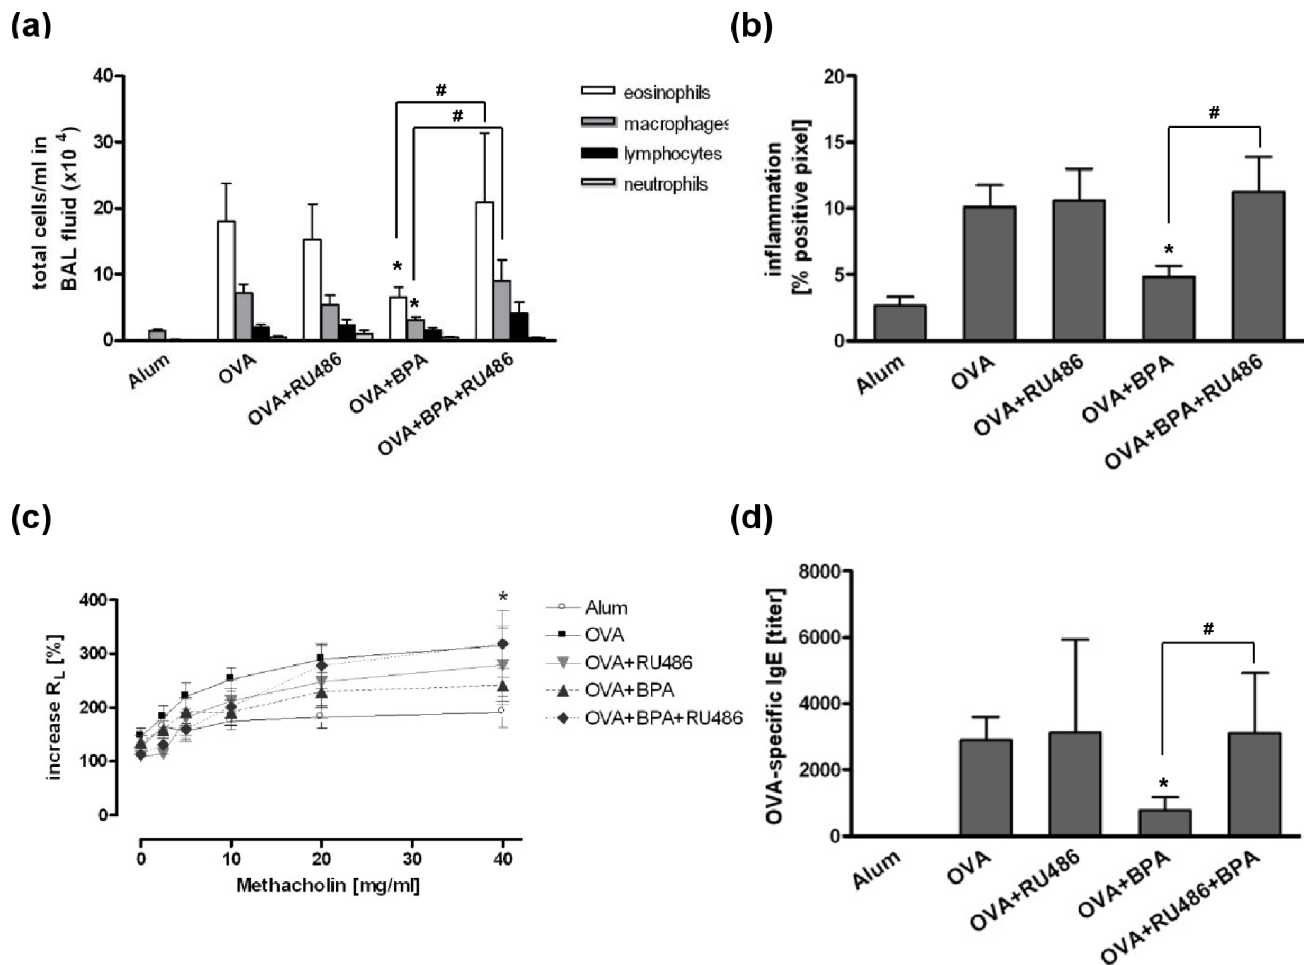 (a)
total cells/ml in
BAL fluid (x10 4)
40
30
20
10
0
#
#
*
*
eosinophils
macrophages
lymphocytes
neutrophils
Alum
OVA
OVA+RU486
OVA+BPA
OVA+BPA+RU486
(b)
inflammation
[% positive pixel]
20
15
10
5
0
#
*
Alum
OVA
OVA+RU486
OVA+BPA
OVA+BPA+RU486
(c)
increase RL [%]
400
300
200
100
0
*
Alum
OVA
OVA+RU486
OVA+BPA
OVA+BPA+RU486
0 10 20 30 40
Methacholin [mg/ml]
(d)
OVA-specific IgE [titer]
8000
6000
4000
2000
0
#
*
Alum
OVA
OVA+RU486
OVA+BPA
OVA+RU486+BPA